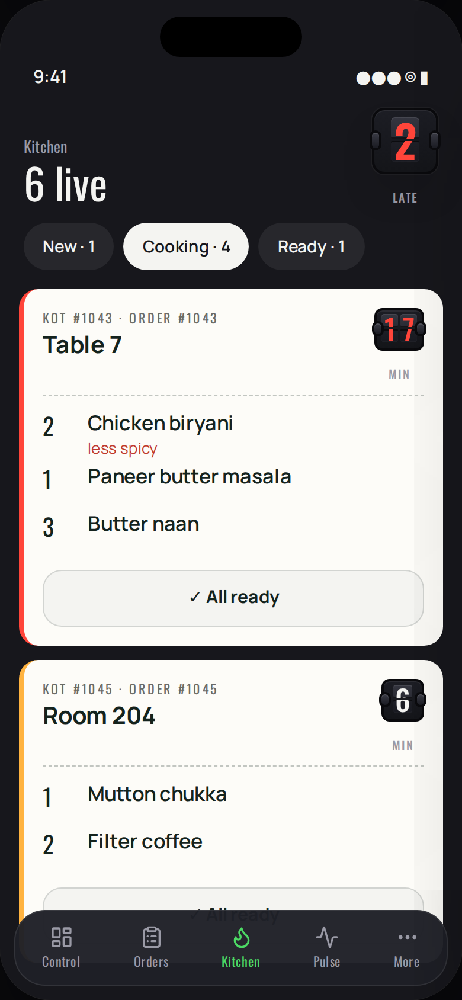 9:41
2
Kitchen
6 live
LATE
New · 1
Cooking · 4
Ready · 1
KOT #1043 · ORDER #1043
17
Table 7
MIN
2 Chicken biryani
less spicy
1 Paneer butter masala
3 Butter naan
✓ All ready
KOT #1045 · ORDER #1045
6
Room 204
MIN
1 Mutton chukka
2 Filter coffee
✓ All ready
Control
Orders
Kitchen
Pulse
More